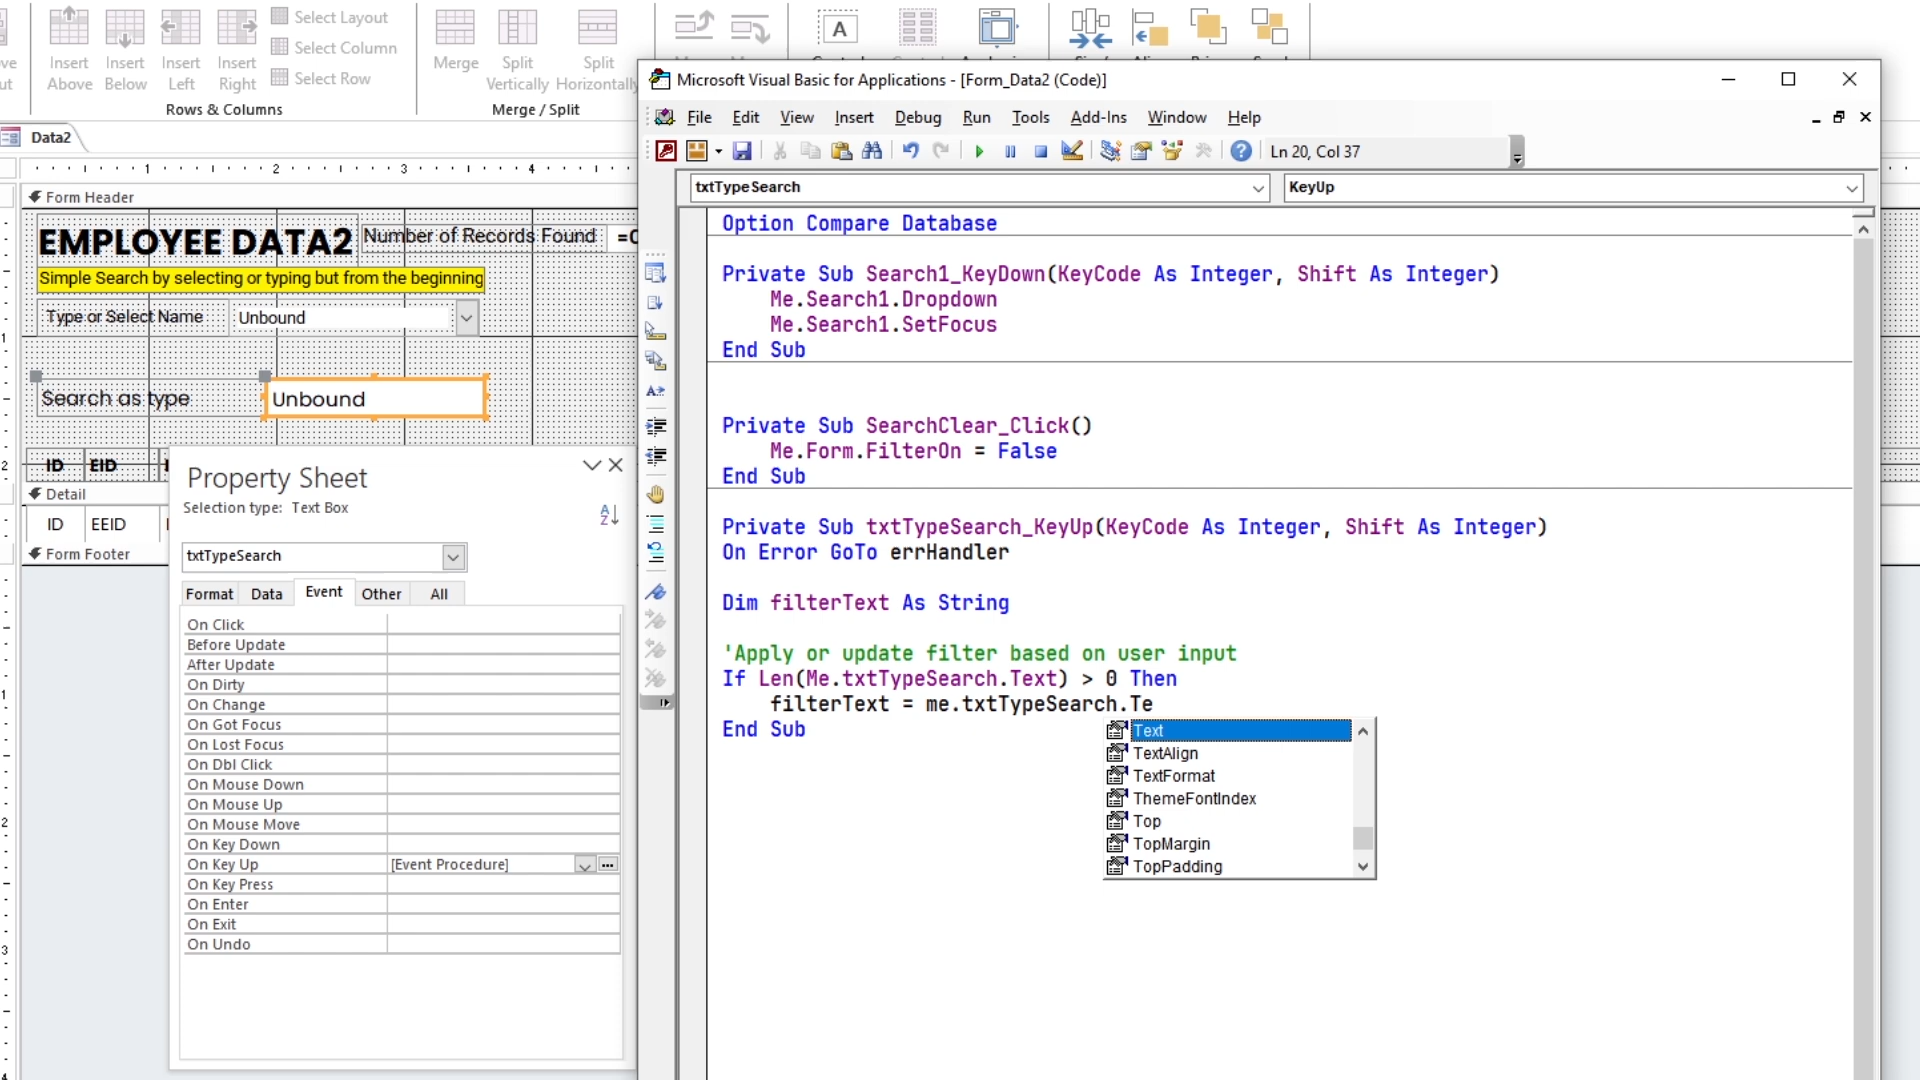 Insert Above
Insert Below
Insert Left
Insert Right
Select Layout
Select Column
Select Row
Rows & Columns
Merge
Split Vertically
Split Horizontally
Merge / Split
Data2
1 2 3 4
Form Header
EMPLOYEE DATA2
Number of Records Found
Simple Search by selecting or typing but from the beginning
Type or Select Name
Unbound
Search as type
Unbound
ID
EID
Detail
ID
EEID
Form Footer
Property Sheet
Selection type: Text Box
txtTypeSearch
Format Data Event Other All
On Click
Before Update
After Update
On Dirty
On Change
On Got Focus
On Lost Focus
On Dbl Click
On Mouse Down
On Mouse Up
On Mouse Move
On Key Down
On Key Up [Event Procedure]
On Key Press
On Enter
On Exit
On Undo
Microsoft Visual Basic for Applications - [Form_Data2 (Code)]
File Edit View Insert Debug Run Tools Add-Ins Window Help
Ln 20, Col 37
txtTypeSearch
KeyUp
Option Compare Database
Private Sub Search1_KeyDown(KeyCode As Integer, Shift As Integer)
Me.Search1.Dropdown
Me.Search1.SetFocus
End Sub
Private Sub SearchClear_Click()
Me.Form.FilterOn = False
End Sub
Private Sub txtTypeSearch_KeyUp(KeyCode As Integer, Shift As Integer)
On Error GoTo errHandler
Dim filterText As String
'Apply or update filter based on user input
If Len(Me.txtTypeSearch.Text) > 0 Then
filterText = me.txtTypeSearch.Te
End Sub
Text
TextAlign
TextFormat
ThemeFontIndex
Top
TopMargin
TopPadding